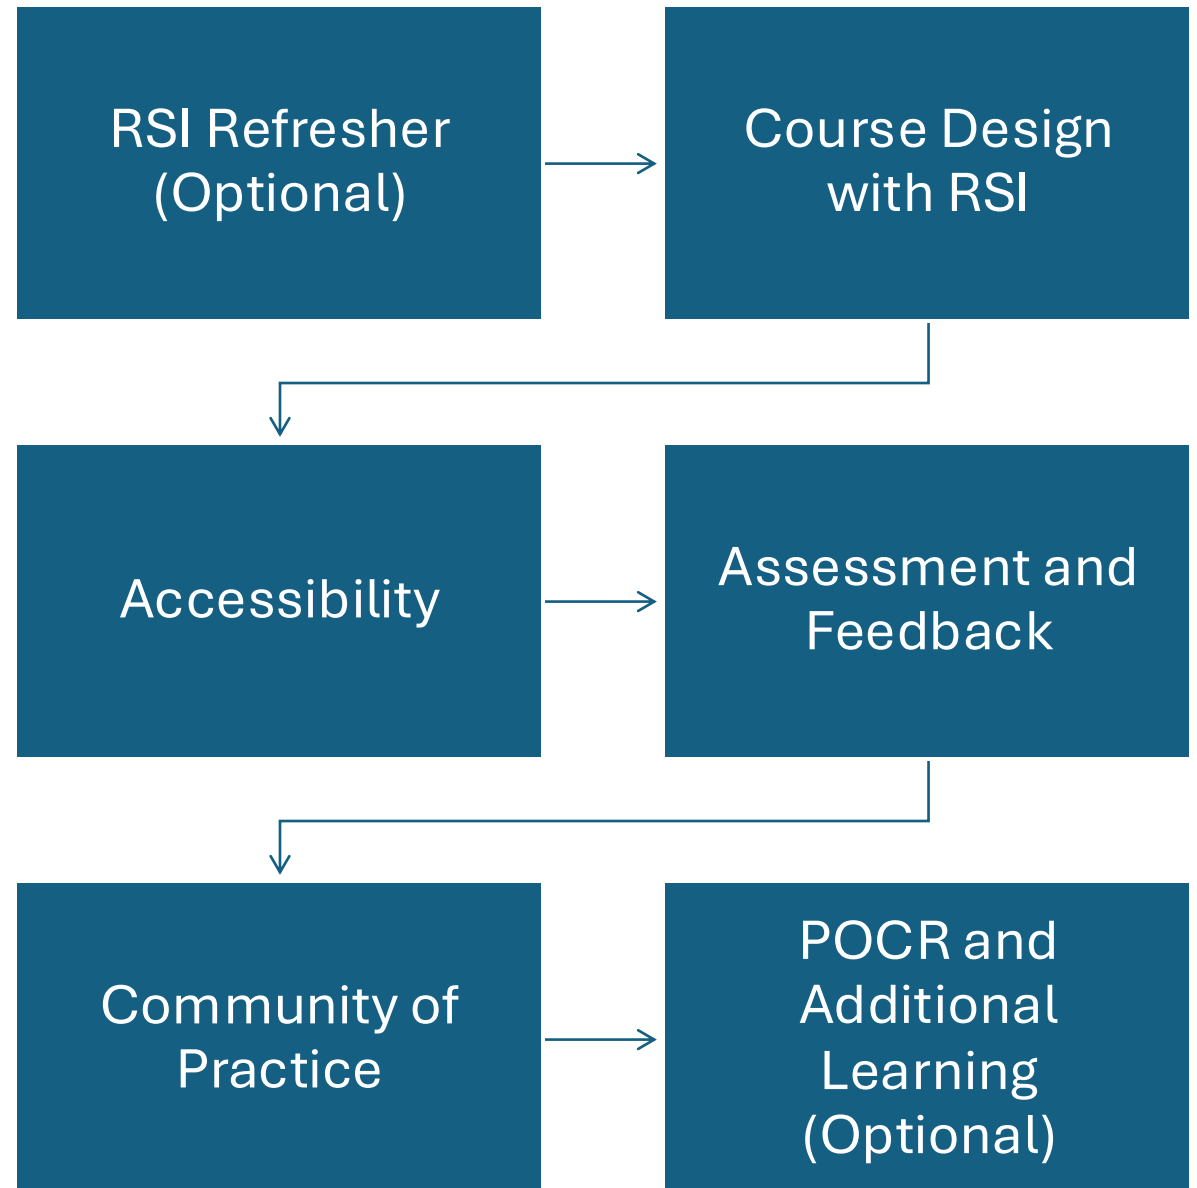 RSI Refresher
(Optional)
Course Design
with RSI
Accessibility
Assessment and
Feedback
Community of
Practice
POCR and
Additional
Learning
(Optional)